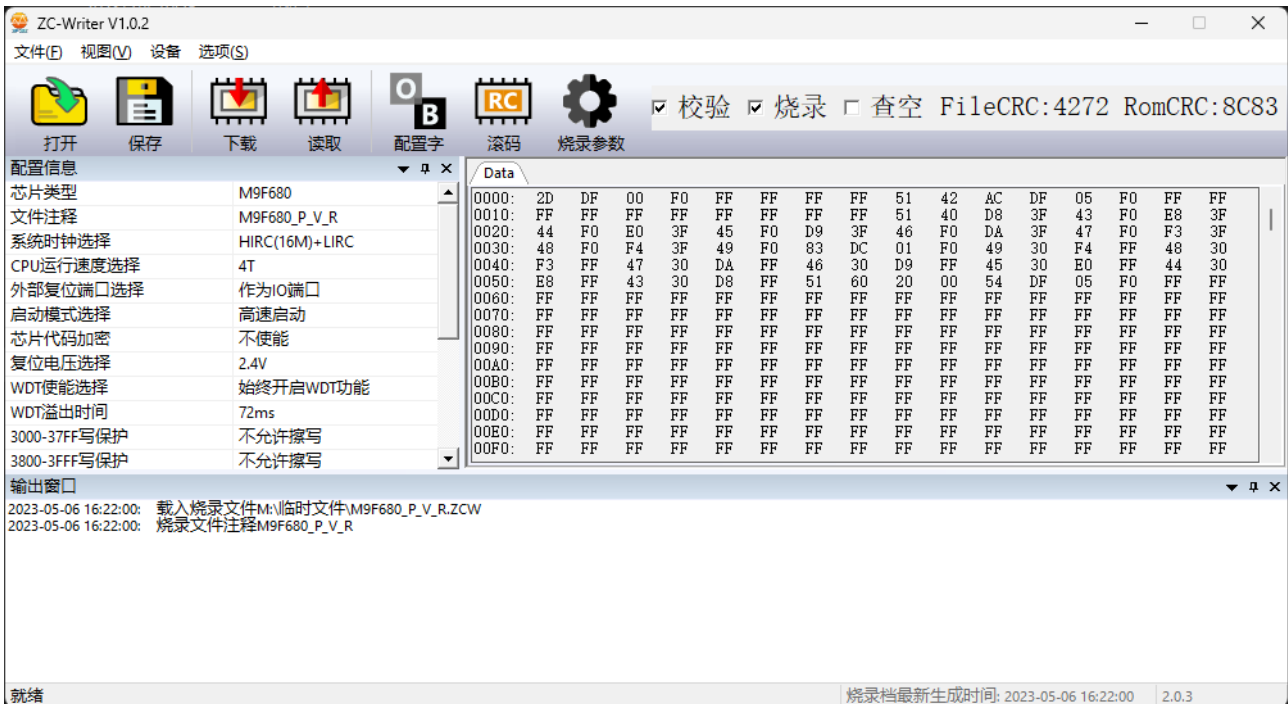 ZC-Writer V1.0.2
文件(F) 视图(V) 设备 选项(S)
打开 保存 下载 读取 配置字 滚码 烧录参数
O B RC
校验 烧录 查空 FileCRC:4272 RomCRC:8C83
配置信息
芯片类型 M9F680
文件注释 M9F680_P_V_R
系统时钟选择 HIRC(16M)+LIRC
CPU运行速度选择 4T
外部复位端口选择 作为IO端口
启动模式选择 高速启动
芯片代码加密 不使能
复位电压选择 2.4V
WDT使能选择 始终开启WDT功能
WDT溢出时间 72ms
3000-37FF写保护 不允许擦写
3800-3FFF写保护 不允许擦写
Data
0000: 2D DF 00 F0 FF FF FF FF 51 42 AC DF 05 F0 FF FF
0010: FF FF FF FF FF FF FF FF 51 40 D8 3F 43 F0 E8 3F
0020: 44 F0 E0 3F 45 F0 D9 3F 46 F0 DA 3F 47 F0 F3 3F
0030: 48 F0 F4 3F 49 F0 83 DC 01 F0 49 30 F4 FF 48 30
0040: F3 FF 47 30 DA FF 46 30 D9 FF 45 30 E0 FF 44 30
0050: E8 FF 43 30 D8 FF 51 60 20 00 54 DF 05 F0 FF FF
0060: FF FF FF FF FF FF FF FF FF FF FF FF FF FF FF FF
0070: FF FF FF FF FF FF FF FF FF FF FF FF FF FF FF FF
0080: FF FF FF FF FF FF FF FF FF FF FF FF FF FF FF FF
0090: FF FF FF FF FF FF FF FF FF FF FF FF FF FF FF FF
00A0: FF FF FF FF FF FF FF FF FF FF FF FF FF FF FF FF
00B0: FF FF FF FF FF FF FF FF FF FF FF FF FF FF FF FF
00C0: FF FF FF FF FF FF FF FF FF FF FF FF FF FF FF FF
00D0: FF FF FF FF FF FF FF FF FF FF FF FF FF FF FF FF
00E0: FF FF FF FF FF FF FF FF FF FF FF FF FF FF FF FF
00F0: FF FF FF FF FF FF FF FF FF FF FF FF FF FF FF FF
输出窗口
2023-05-06 16:22:00: 载入烧录文件M:\临时文件\M9F680_P_V_R.ZCW
2023-05-06 16:22:00: 烧录文件注释M9F680_P_V_R
就绪 烧录档最新生成时间: 2023-05-06 16:22:00 2.0.3